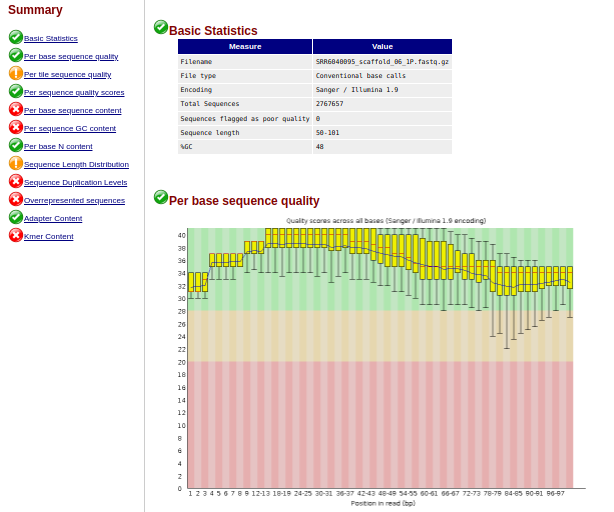 Summary
Basic Statistics
Per base sequence quality
Per tile sequence quality
Per sequence quality scores
Per base sequence content
Per sequence GC content
Per base N content
Sequence Length Distribution
Sequence Duplication Levels
Overrepresented sequences
Adapter Content
Kmer Content
Basic Statistics
Measure Value
Filename SRR6040095_scaffold_06_1P.fastq.gz
File type Conventional base calls
Encoding Sanger / Illumina 1.9
Total Sequences 2767657
Sequences flagged as poor quality 0
Sequence length 50-101
%GC 48
Per base sequence quality
Quality scores across all bases (Sanger / Illumina 1.9 encoding)
40
38
36
34
32
30
28
26
24
22
20
18
16
14
12
10
8
6
4
2
0
1 2 3 4 5 6 7 8 9 12-13 18-19 24-25 30-31 36-37 42-43 48-49 54-55 60-61 66-67 72-73 78-79 84-85 90-91 96-97
Position in read (bp)